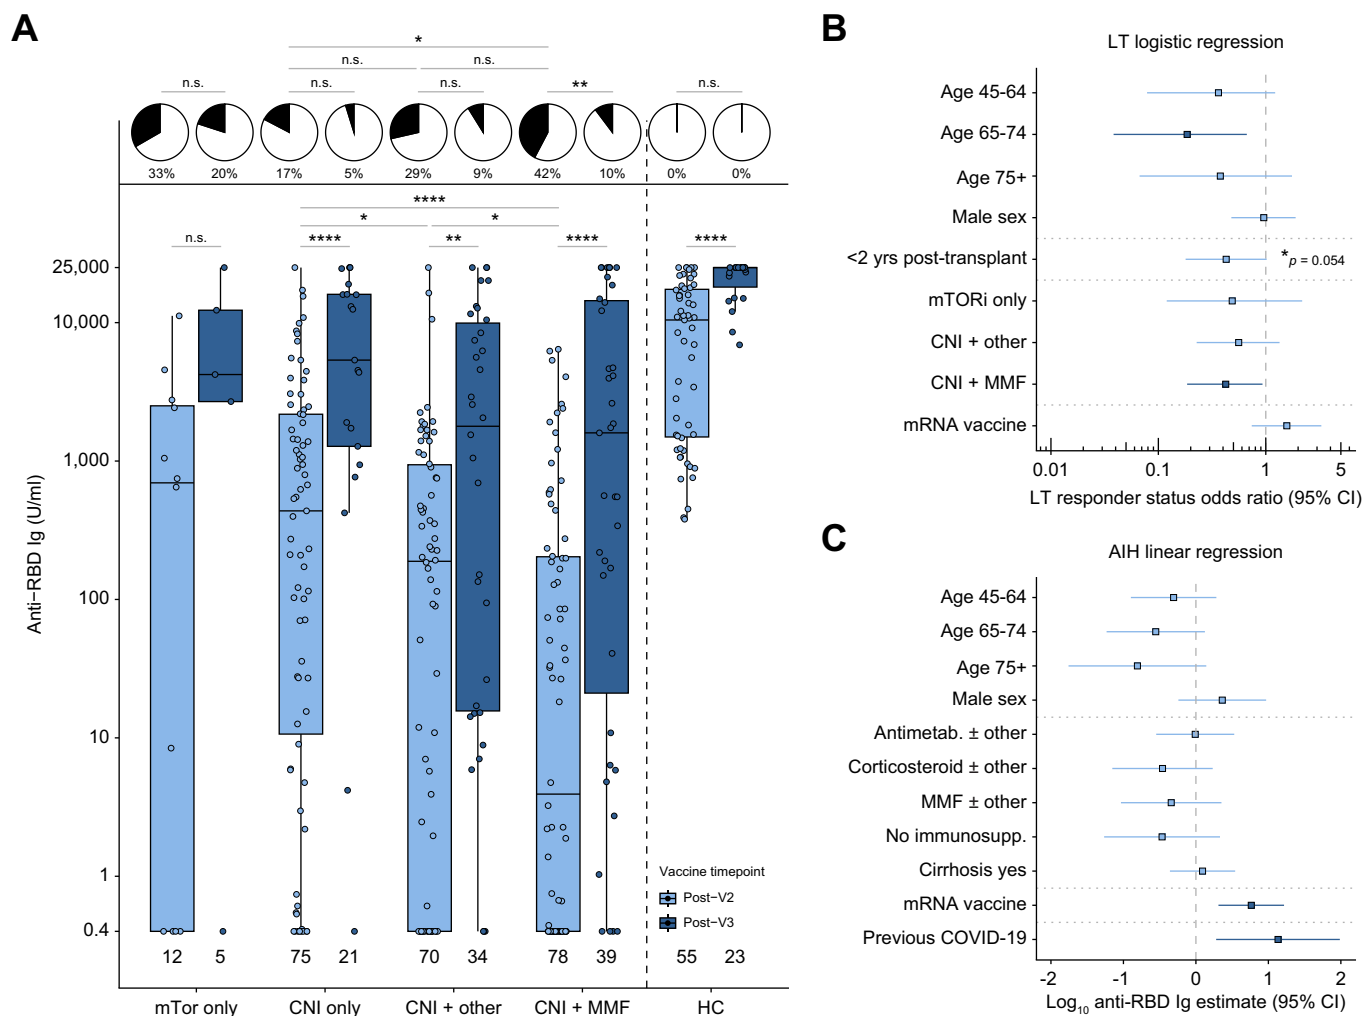 A
*
n.s. n.s.
n.s. n.s. n.s. ** n.s.
33% 20% 17% 5% 29% 9% 42% 10% 0% 0%
****
* *
n.s. **** ** **** ****
25,000
10,000
1,000
100
10
1
0.4
Anti-RBD Ig (U/ml)
Vaccine timepoint
Post−V2
Post−V3
12 5 75 21 70 34 78 39 55 23
mTor only CNI only CNI + other CNI + MMF HC
B
LT logistic regression
Age 45-64
Age 65-74
Age 75+
Male sex
<2 yrs post-transplant
*p = 0.054
mTORi only
CNI + other
CNI + MMF
mRNA vaccine
0.01 0.1 1 5
LT responder status odds ratio (95% CI)
C
AIH linear regression
Age 45-64
Age 65-74
Age 75+
Male sex
Antimetab. ± other
Corticosteroid ± other
MMF ± other
No immunosupp.
Cirrhosis yes
mRNA vaccine
Previous COVID-19
-2 -1 0 1 2
Log10 anti-RBD Ig estimate (95% CI)